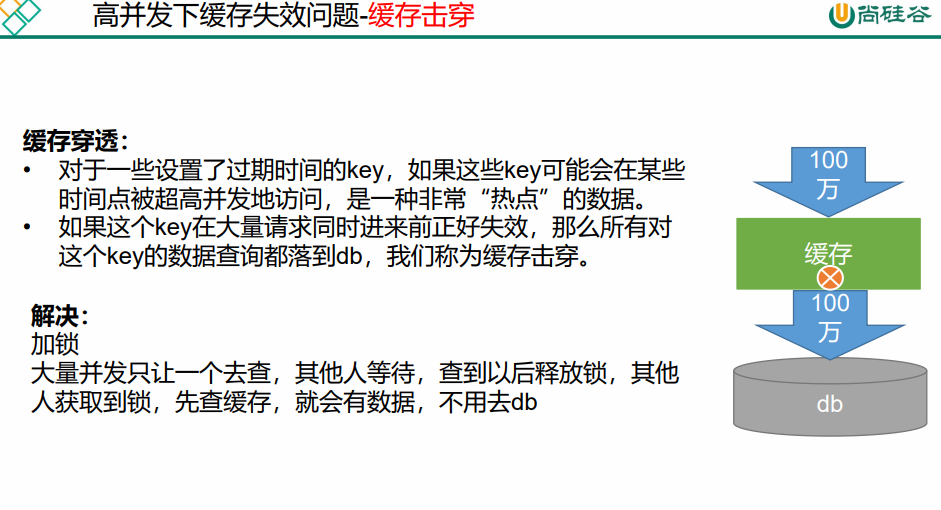 高并发下缓存失效问题-缓存击穿
尚硅谷
缓存穿透：
• 对于一些设置了过期时间的key，如果这些key可能会在某些
时间点被超高并发地访问，是一种非常“热点”的数据。
• 如果这个key在大量请求同时进来前正好失效，那么所有对
这个key的数据查询都落到db，我们称为缓存击穿。
解决：
加锁
大量并发只让一个去查，其他人等待，查到以后释放锁，其他
人获取到锁，先查缓存，就会有数据，不用去db
100
万
缓存
100
万
db